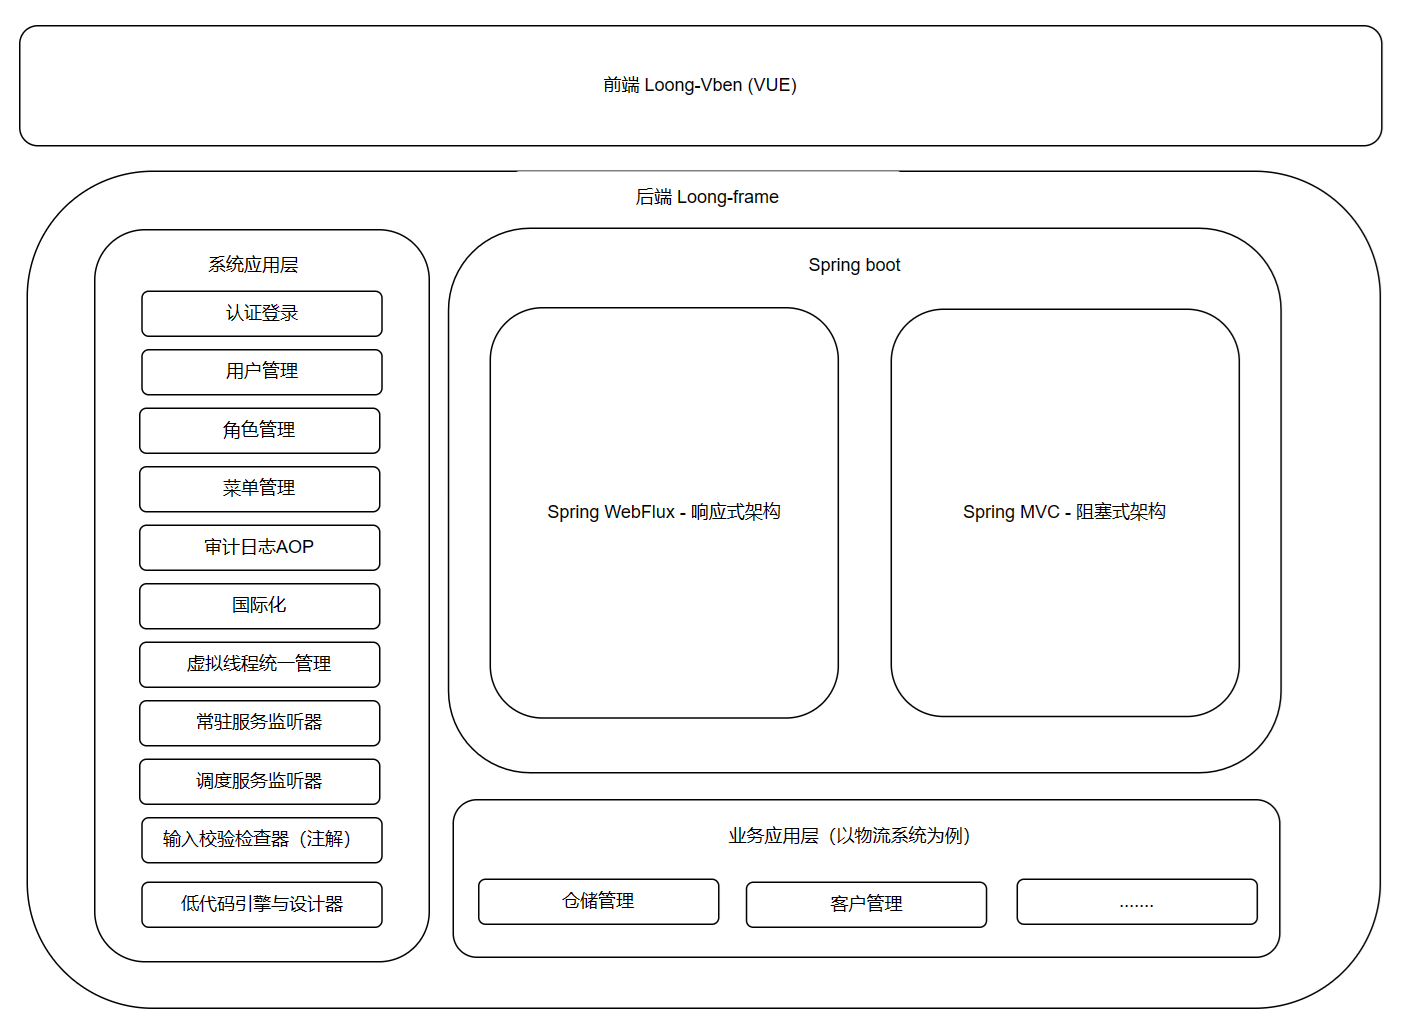 前端 Loong-Vben (VUE)
后端 Loong-frame
系统应用层
认证登录
用户管理
角色管理
菜单管理
审计日志AOP
国际化
虚拟线程统一管理
常驻服务监听器
调度服务监听器
输入校验检查器（注解）
低代码引擎与设计器
Spring boot
Spring WebFlux - 响应式架构
Spring MVC - 阻塞式架构
业务应用层（以物流系统为例）
仓储管理
客户管理
.......